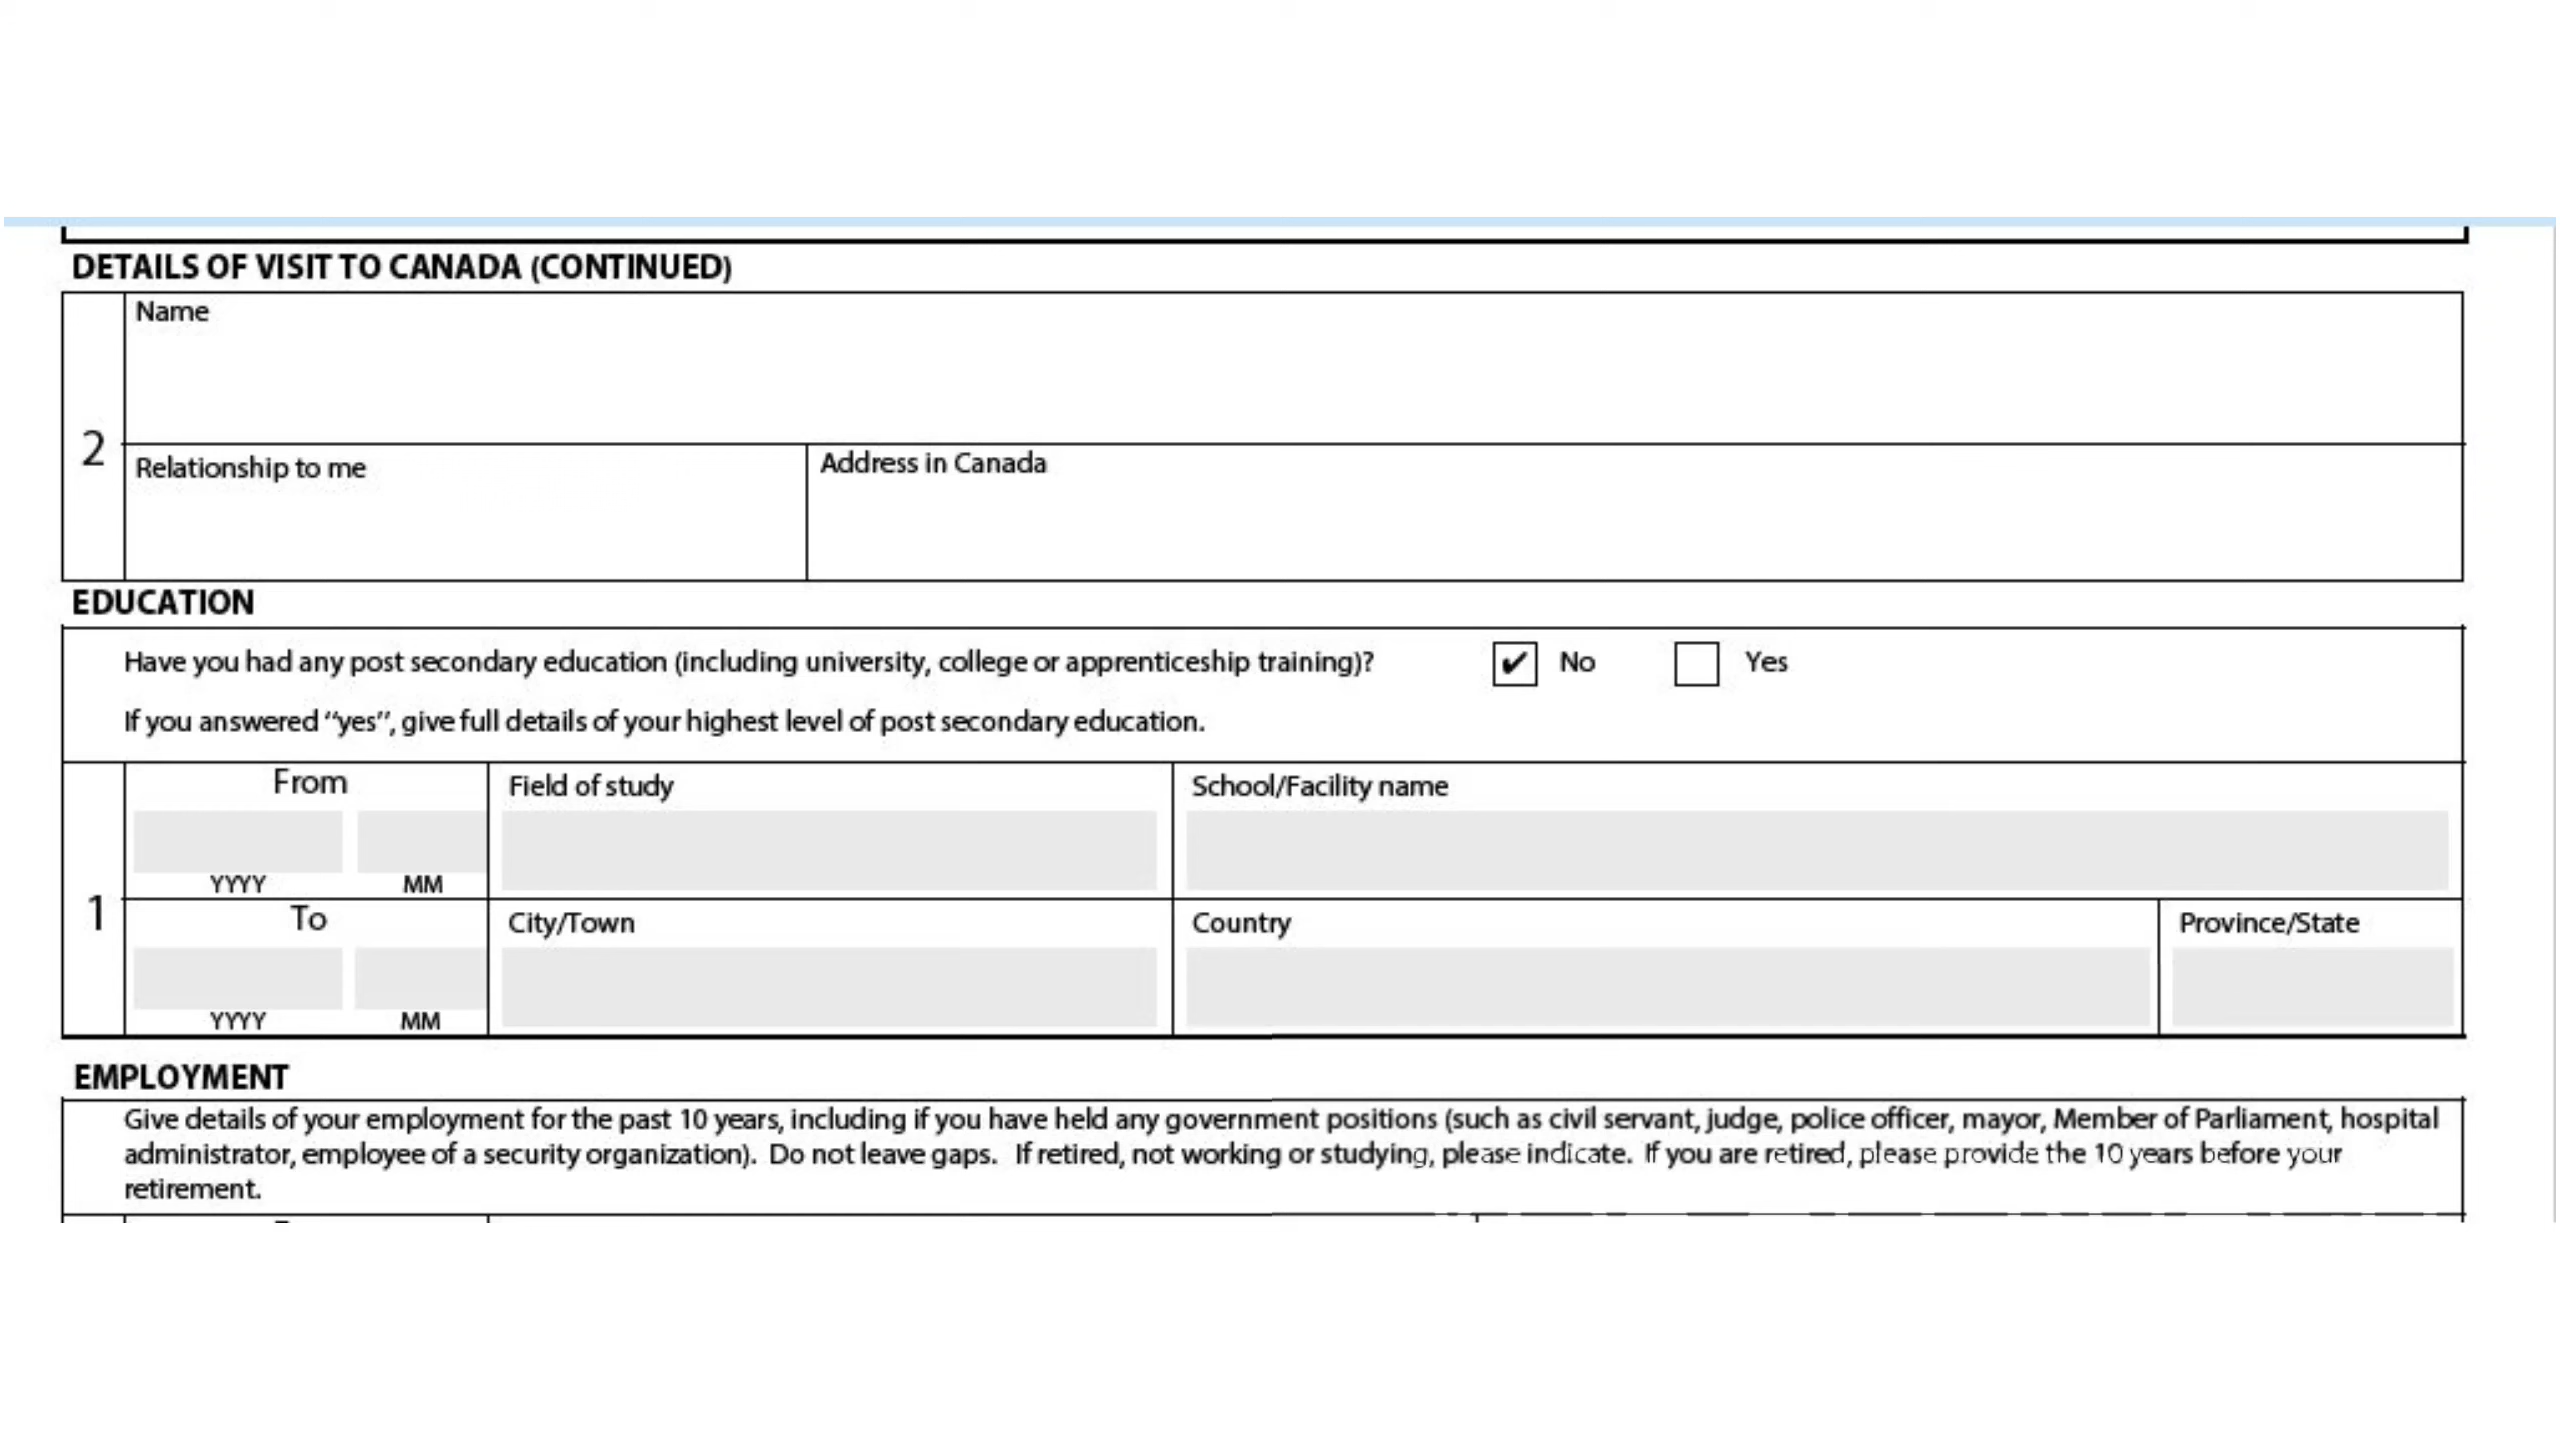 DETAILS OF VISIT TO CANADA (CONTINUED)
Name
2
Relationship to me
Address in Canada
EDUCATION
Have you had any post secondary education (including university, college or apprenticeship training)? ✔ No Yes
If you answered “yes”, give full details of your highest level of post secondary education.
1
From
YYYY MM
Field of study
School/Facility name
To
YYYY MM
City/Town
Country
Province/State
EMPLOYMENT
Give details of your employment for the past 10 years, including if you have held any government positions (such as civil servant, judge, police officer, mayor, Member of Parliament, hospital
administrator, employee of a security organization). Do not leave gaps. If retired, not working or studying, please indicate. If you are retired, please provide the 10 years before your
retirement.